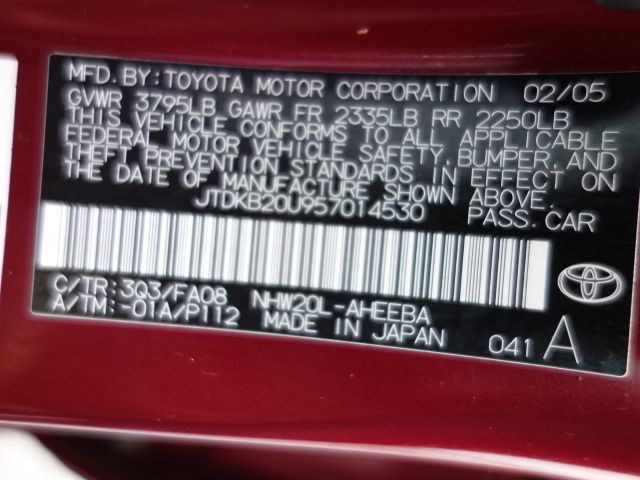 MFD. BY: TOYOTA MOTOR CORPORATION 02/05
GVWR 3795LB GAWR FR 2335LB RR 2250LB
THIS VEHICLE CONFORMS TO ALL APPLICABLE
FEDERAL MOTOR VEHICLE SAFETY, BUMPER, AND
THEFT PREVENTION STANDARDS IN EFFECT ON
THE DATE OF MANUFACTURE SHOWN ABOVE.
JTDKB20U957014530 PASS. CAR
C/TR: 3Q3/FA08 NHW20L-AHEEBA
A/TM: -01A/P112 MADE IN JAPAN 041 A